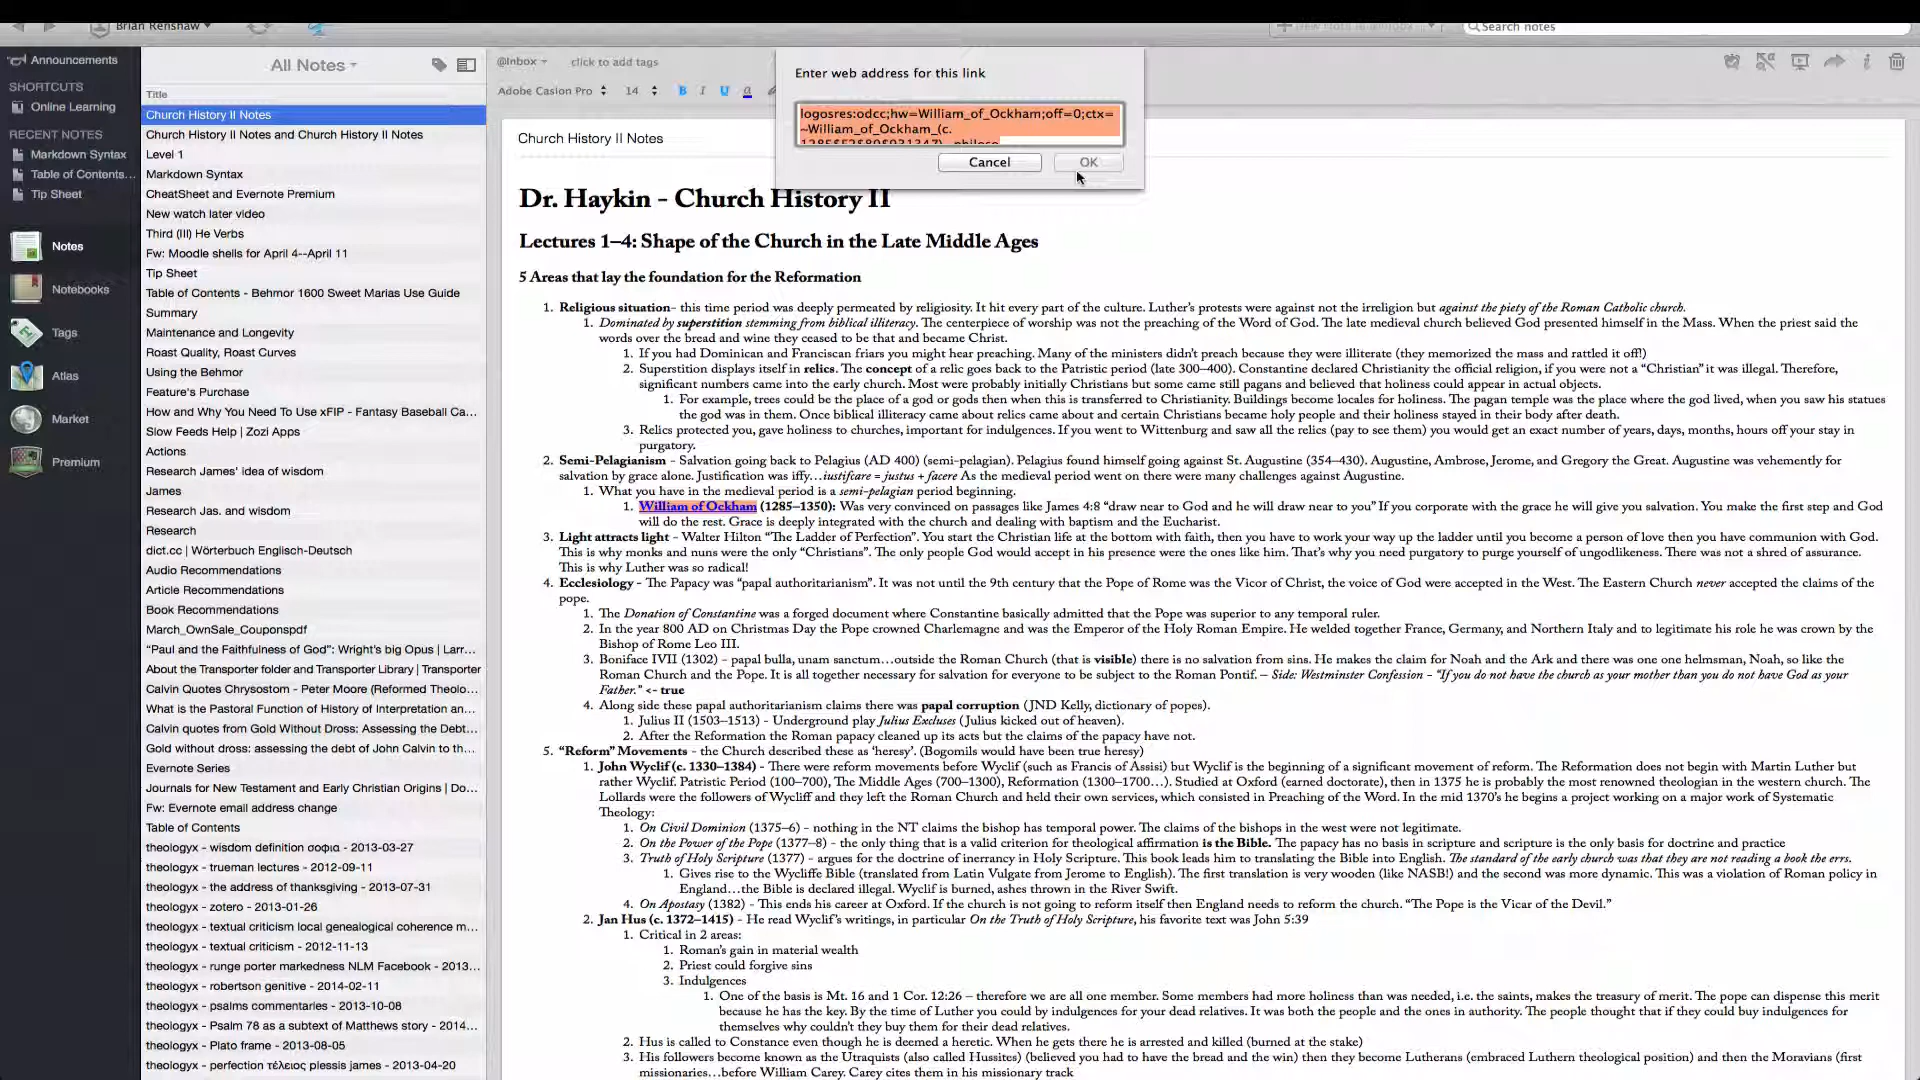 Brian Renshaw
New Note in @Inbox
Search notes
Announcements
SHORTCUTS
Online Learning
RECENT NOTES
Markdown Syntax
Table of Contents...
Tip Sheet
Notes
Notebooks
Tags
Atlas
Market
Premium
All Notes
Title
Church History II Notes
Church History II Notes and Church History II Notes
Level 1
Markdown Syntax
CheatSheet and Evernote Premium
New watch later video
Third (III) He Verbs
Fw: Moodle shells for April 4--April 11
Tip Sheet
Table of Contents - Behmor 1600 Sweet Marias Use Guide
Summary
Maintenance and Longevity
Roast Quality, Roast Curves
Using the Behmor
Feature's Purchase
How and Why You Need To Use xFIP - Fantasy Baseball Ca...
Slow Feeds Help | Zozi Apps
Actions
Research James' idea of wisdom
James
Research Jas. and wisdom
Research
dict.cc | Wörterbuch Englisch-Deutsch
Audio Recommendations
Article Recommendations
Book Recommendations
March_OwnSale_Couponspdf
“Paul and the Faithfulness of God”: Wright’s big Opus | Larr...
About the Transporter folder and Transporter Library | Transporter
Calvin Quotes Chrysostom - Peter Moore (Reformed Theolo...
What is the Pastoral Function of History of Interpretation an...
Calvin quotes from Gold Without Dross: Assessing the Debt...
Gold without dross: assessing the debt of John Calvin to th...
Evernote Series
Journals for New Testament and Early Christian Origins | Do...
Fw: Evernote email address change
Table of Contents
theologyx - wisdom definition σοφια - 2013-03-27
theologyx - trueman lectures - 2012-09-11
theologyx - the address of thanksgiving - 2013-07-31
theologyx - zotero - 2013-01-26
theologyx - textual criticism local genealogical coherence m...
theologyx - textual criticism - 2012-11-13
theologyx - runge porter markedness NLM Facebook - 2013...
theologyx - robertson genitive - 2014-02-11
theologyx - psalms commentaries - 2013-10-08
theologyx - Psalm 78 as a subtext of Matthews story - 2014...
theologyx - Plato frame - 2013-08-05
theologyx - perfection τέλειος plessis james - 2013-04-20
@Inbox click to add tags
Adobe Caslon Pro 14 B I U a
Enter web address for this link
logosres:odcc;hw=William_of_Ockham;off=0;ctx=
~William_of_Ockham_(c.
Cancel OK
Church History II Notes
Dr. Haykin - Church History II
Lectures 1–4: Shape of the Church in the Late Middle Ages
5 Areas that lay the foundation for the Reformation
1. Religious situation– this time period was deeply permeated by religiosity. It hit every part of the culture. Luther’s protests were against not the irreligion but against the piety of the Roman Catholic church.
1. Dominated by superstition stemming from biblical illiteracy. The centerpiece of worship was not the preaching of the Word of God. The late medieval church believed God presented himself in the Mass. When the priest said the
words over the bread and wine they ceased to be that and became Christ.
1. If you had Dominican and Franciscan friars you might hear preaching. Many of the ministers didn’t preach because they were illiterate (they memorized the mass and rattled it off!)
2. Superstition displays itself in relics. The concept of a relic goes back to the Patristic period (late 300–400). Constantine declared Christianity the official religion, if you were not a “Christian” it was illegal. Therefore,
significant numbers came into the early church. Most were probably initially Christians but some came still pagans and believed that holiness could appear in actual objects.
1. For example, trees could be the place of a god or gods then when this is transferred to Christianity. Buildings become locales for holiness. The pagan temple was the place where the god lived, when you saw his statues
the god was in them. Once biblical illiteracy came about relics came about and certain Christians became holy people and their holiness stayed in their body after death.
3. Relics protected you, gave holiness to churches, important for indulgences. If you went to Wittenburg and saw all the relics (pay to see them) you would get an exact number of years, days, months, hours off your stay in
purgatory.
2. Semi-Pelagianism - Salvation going back to Pelagius (AD 400) (semi-pelagian). Pelagius found himself going against St. Augustine (354–430). Augustine, Ambrose, Jerome, and Gregory the Great. Augustine was vehemently for
salvation by grace alone. Justification was iffy…iustifcare = justus + facere As the medieval period went on there were many challenges against Augustine.
1. What you have in the medieval period is a semi-pelagian period beginning.
1. William of Ockham (1285–1350): Was very convinced on passages like James 4:8 “draw near to God and he will draw near to you” If you corporate with the grace he will give you salvation. You make the first step and God
will do the rest. Grace is deeply integrated with the church and dealing with baptism and the Eucharist.
3. Light attracts light - Walter Hilton “The Ladder of Perfection”. You start the Christian life at the bottom with faith, then you have to work your way up the ladder until you become a person of love then you have communion with God.
This is why monks and nuns were the only “Christians”. The only people God would accept in his presence were the ones like him. That’s why you need purgatory to purge yourself of ungodlikeness. There was not a shred of assurance.
This is why Luther was so radical!
4. Ecclesiology - The Papacy was “papal authoritarianism”. It was not until the 9th century that the Pope of Rome was the Vicor of Christ, the voice of God were accepted in the West. The Eastern Church never accepted the claims of the
pope.
1. The Donation of Constantine was a forged document where Constantine basically admitted that the Pope was superior to any temporal ruler.
2. In the year 800 AD on Christmas Day the Pope crowned Charlemagne and was the Emperor of the Holy Roman Empire. He welded together France, Germany, and Northern Italy and to legitimate his role he was crown by the
Bishop of Rome Leo III.
3. Boniface IVII (1302) - papal bulla, unam sanctum…outside the Roman Church (that is visible) there is no salvation from sins. He makes the claim for Noah and the Ark and there was one one helmsman, Noah, so like the
Roman Church and the Pope. It is all together necessary for salvation for everyone to be subject to the Roman Pontif. – Side: Westminster Confession - “If you do not have the church as your mother than you do not have God as your
Father.” <- true
4. Along side these papal authoritarianism claims there was papal corruption (JND Kelly, dictionary of popes).
1. Julius II (1503–1513) - Underground play Julius Excluses (Julius kicked out of heaven).
2. After the Reformation the Roman papacy cleaned up its acts but the claims of the papacy have not.
5. “Reform” Movements - the Church described these as ‘heresy’. (Bogomils would have been true heresy)
1. John Wyclif (c. 1330–1384) - There were reform movements before Wyclif (such as Francis of Assisi) but Wyclif is the beginning of a significant movement of reform. The Reformation does not begin with Martin Luther but
rather Wyclif. Patristic Period (100–700), The Middle Ages (700–1300), Reformation (1300–1700…). Studied at Oxford (earned doctorate), then in 1375 he is probably the most renowned theologian in the western church. The
Lollards were the followers of Wycliff and they left the Roman Church and held their own services, which consisted in Preaching of the Word. In the mid 1370’s he begins a project working on a major work of Systematic
Theology:
1. On Civil Dominion (1375–6) - nothing in the NT claims the bishop has temporal power. The claims of the bishops in the west were not legitimate.
2. On the Power of the Pope (1377–8) - the only thing that is a valid criterion for theological affirmation is the Bible. The papacy has no basis in scripture and scripture is the only basis for doctrine and practice
3. Truth of Holy Scripture (1377) - argues for the doctrine of inerrancy in Holy Scripture. This book leads him to translating the Bible into English. The standard of the early church was that they are not reading a book the errs.
1. Gives rise to the Wycliffe Bible (translated from Latin Vulgate from Jerome to English). The first translation is very wooden (like NASB!) and the second was more dynamic. This was a violation of Roman policy in
England…the Bible is declared illegal. Wyclif is burned, ashes thrown in the River Swift.
4. On Apostasy (1382) - This ends his career at Oxford. If the church is not going to reform itself then England needs to reform the church. “The Pope is the Vicar of the Devil.”
2. Jan Hus (c. 1372–1415) - He read Wyclif’s writings, in particular On the Truth of Holy Scripture, his favorite text was John 5:39
1. Critical in 2 areas:
1. Roman’s gain in material wealth
2. Priest could forgive sins
3. Indulgences
1. One of the basis is Mt. 16 and 1 Cor. 12:26 – therefore we are all one member. Some members had more holiness than was needed, i.e. the saints, makes the treasury of merit. The pope can dispense this merit
because he has the key. By the time of Luther you could by indulgences for your dead relatives. It was both the people and the ones in authority. The people thought that if they could buy indulgences for
themselves why couldn’t they buy them for their dead relatives.
2. Hus is called to Constance even though he is deemed a heretic. When he gets there he is arrested and killed (burned at the stake)
3. His followers become known as the Utraquists (also called Hussites) (believed you had to have the bread and the win) then they become Lutherans (embraced Luthern theological position) and then the Moravians (first
missionaries…before William Carey. Carey cites them in his missionary track